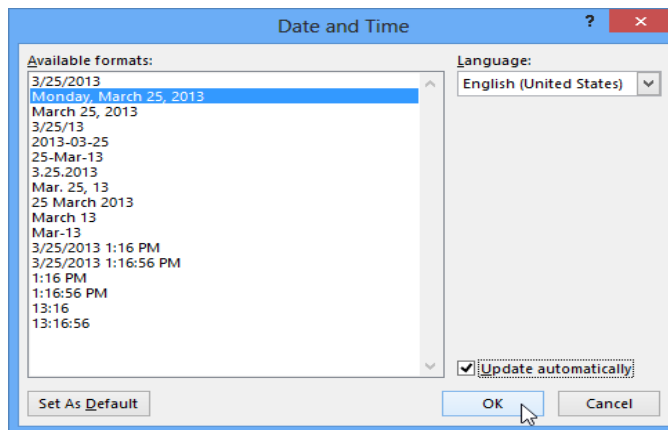 Date and Time
?
Available formats:
3/25/2013
Monday, March 25, 2013
March 25, 2013
3/25/13
2013-03-25
25-Mar-13
3.25.2013
Mar. 25, 13
25 March 2013
March 13
Mar-13
3/25/2013 1:16 PM
3/25/2013 1:16:56 PM
1:16 PM
1:16:56 PM
13:16
13:16:56
Language:
English (United States)
Update automatically
Set As Default
OK
Cancel